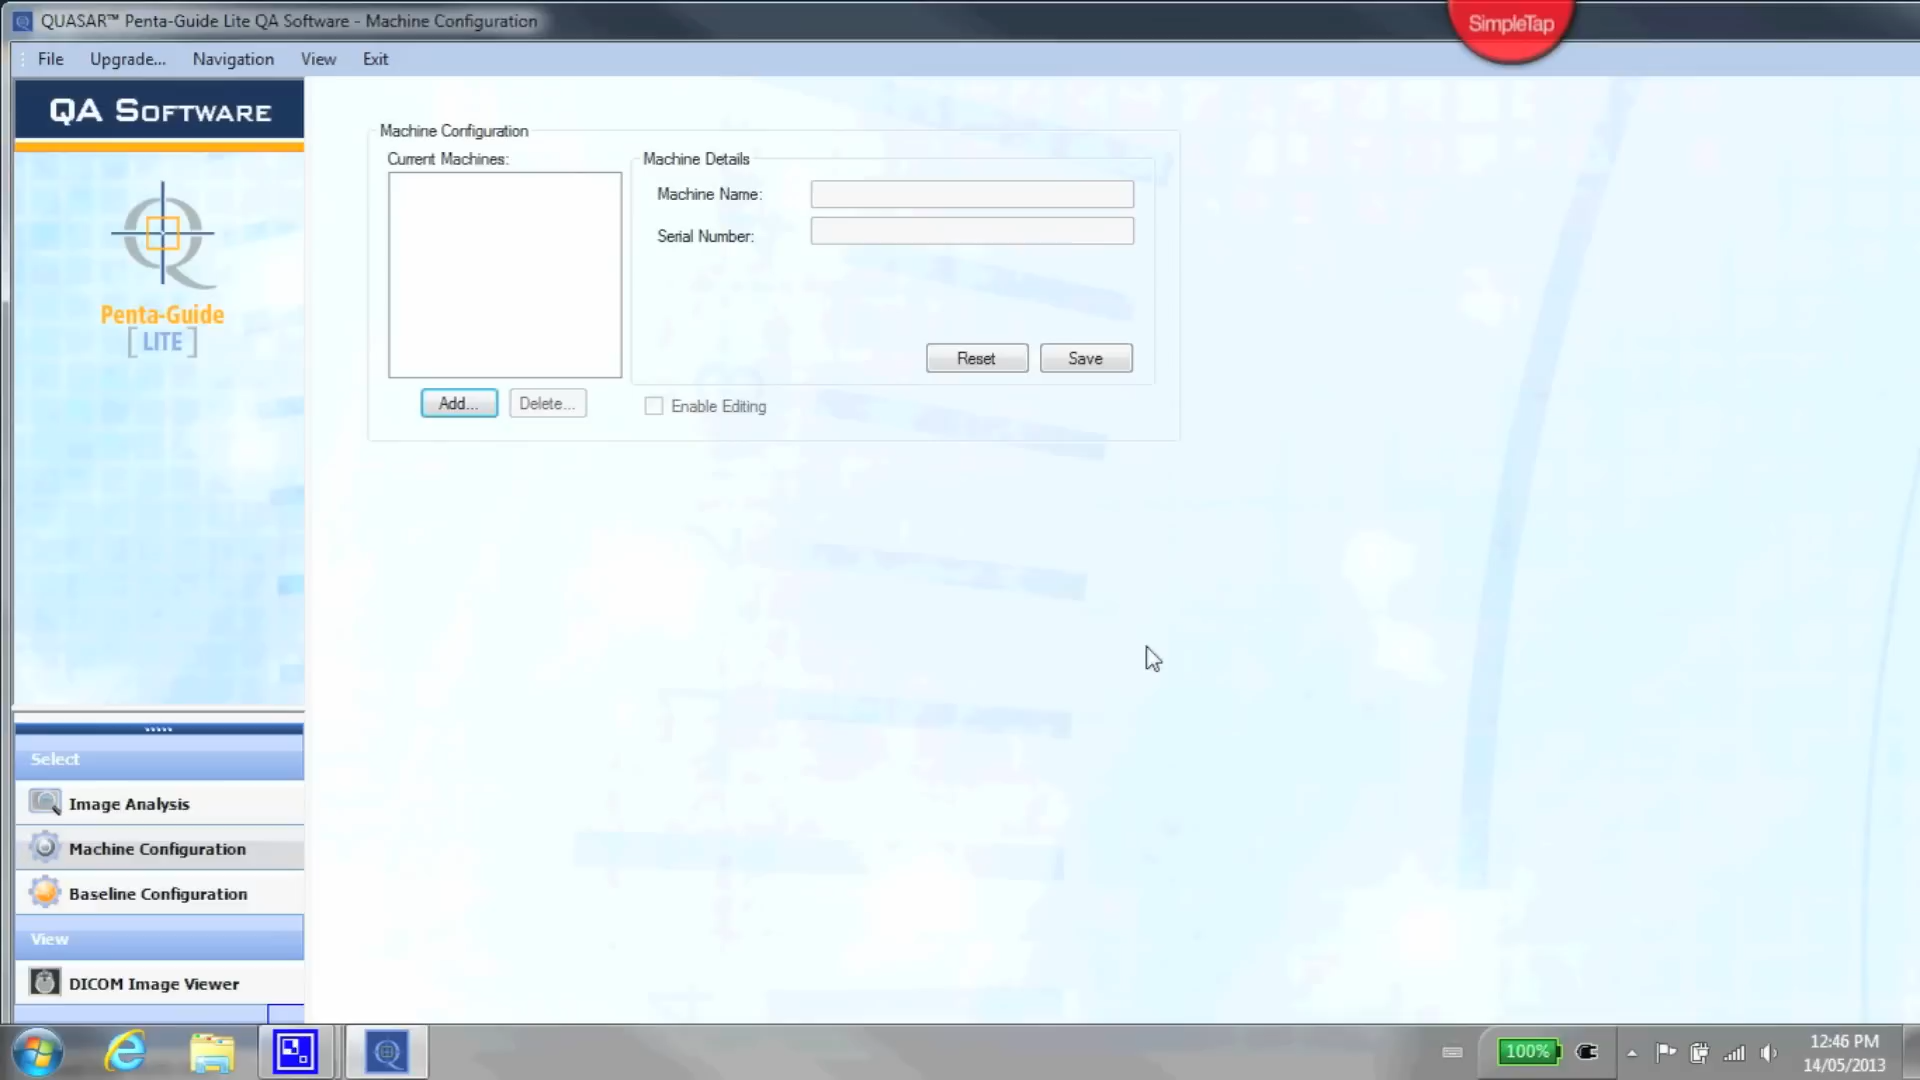 QUASAR™ Penta-Guide Lite QA Software - Machine Configuration
SimpleTap
File Upgrade... Navigation View Exit
QA SOFTWARE
Penta-Guide
[ LITE ]
Machine Configuration
Current Machines:
Machine Details
Machine Name:
Serial Number:
Reset Save
Add... Delete... Enable Editing
Select
Image Analysis
Machine Configuration
Baseline Configuration
View
DICOM Image Viewer
100%
12:46 PM
14/05/2013